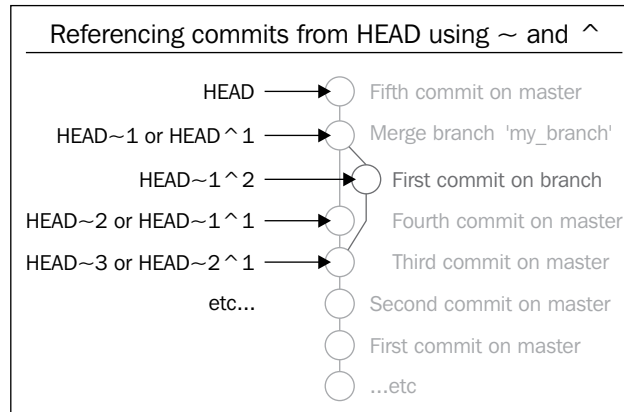 Referencing commits from HEAD using ~ and ^
HEAD Fifth commit on master
HEAD~1 or HEAD^1 Merge branch 'my_branch'
HEAD~1^2 First commit on branch
HEAD~2 or HEAD~1^1 Fourth commit on master
HEAD~3 or HEAD~2^1 Third commit on master
etc... Second commit on master
First commit on master
...etc